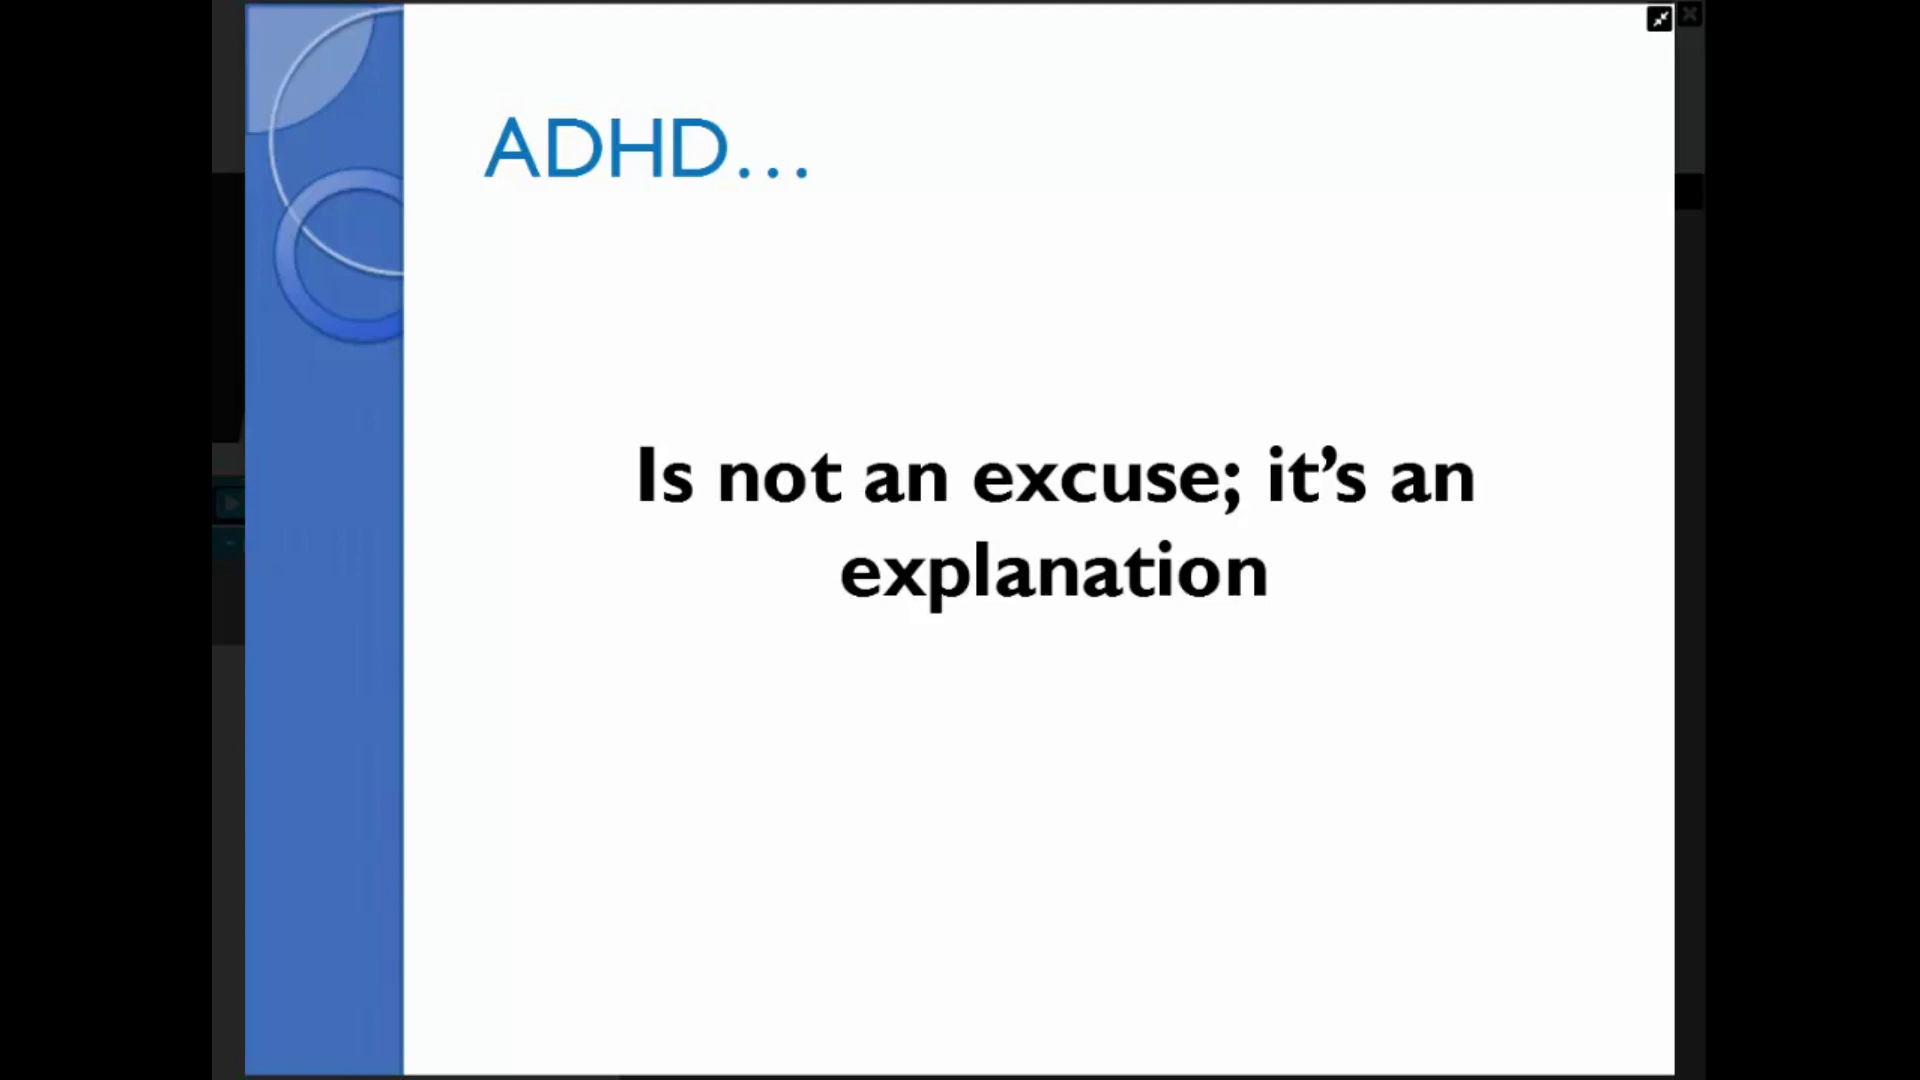 ADHD…
Is not an excuse; it’s an
explanation